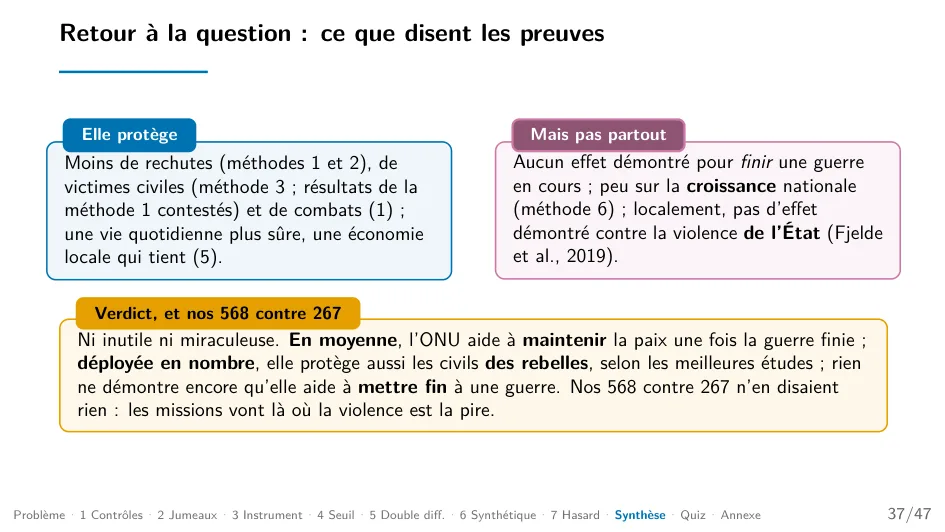 Retour à la question : ce que disent les preuves
Elle protège
Moins de rechutes (méthodes 1 et 2), de
victimes civiles (méthode 3 ; résultats de la
méthode 1 contestés) et de combats (1) ;
une vie quotidienne plus sûre, une économie
locale qui tient (5).
Mais pas partout
Aucun effet démontré pour finir une guerre
en cours ; peu sur la croissance nationale
(méthode 6) ; localement, pas d'effet
démontré contre la violence de l'État (Fjelde
et al., 2019).
Verdict, et nos 568 contre 267
Ni inutile ni miraculeuse. En moyenne, l'ONU aide à maintenir la paix une fois la guerre finie ;
déployée en nombre, elle protège aussi les civils des rebelles, selon les meilleures études ; rien
ne démontre encore qu'elle aide à mettre fin à une guerre. Nos 568 contre 267 n'en disaient
rien : les missions vont là où la violence est la pire.
Problème · 1 Contrôles · 2 Jumeaux · 3 Instrument · 4 Seuil · 5 Double diff. · 6 Synthétique · 7 Hasard · Synthèse · Quiz · Annexe
37/47